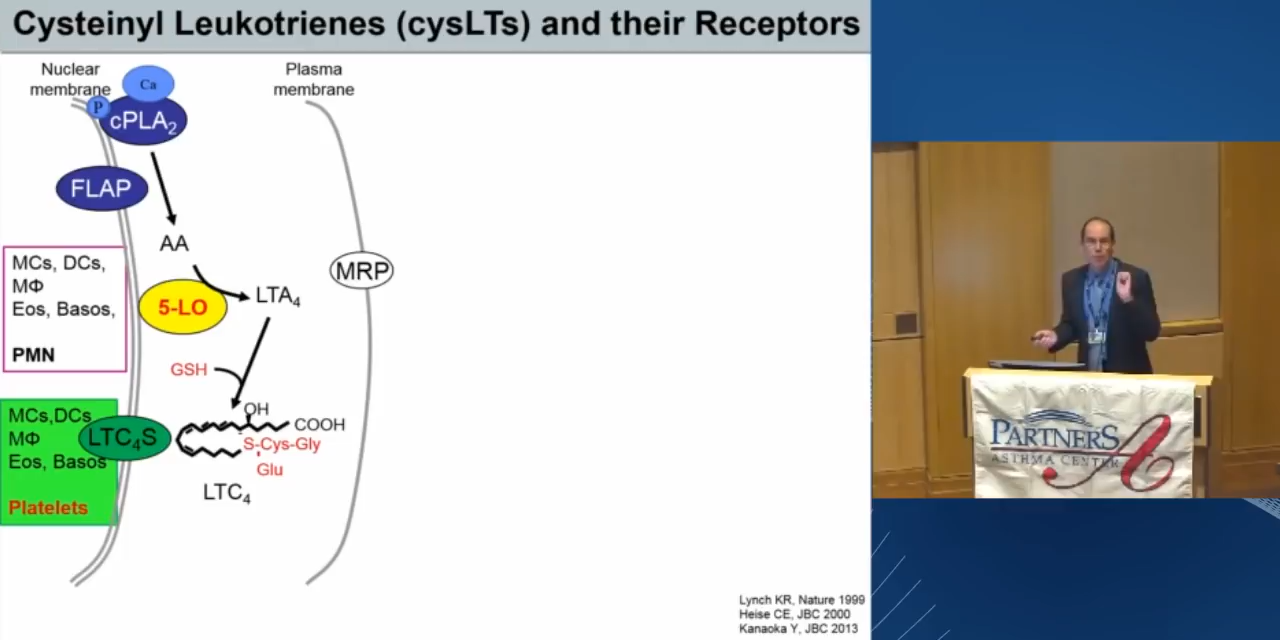 Cysteinyl Leukotrienes (cysLTs) and their Receptors
Nuclear
membrane
Plasma
membrane
Ca
P
cPLA2
FLAP
AA
MCs, DCs,
MΦ
Eos, Basos,
PMN
5-LO
LTA4
MRP
GSH
MCs,DCs
MΦ
Eos, Basos
Platelets
LTC4S
OH
COOH
S-Cys-Gly
Glu
LTC4
PARTNERS
ASTHMA CENTER
A
Lynch KR, Nature 1999
Heise CE, JBC 2000
Kanaoka Y, JBC 2013